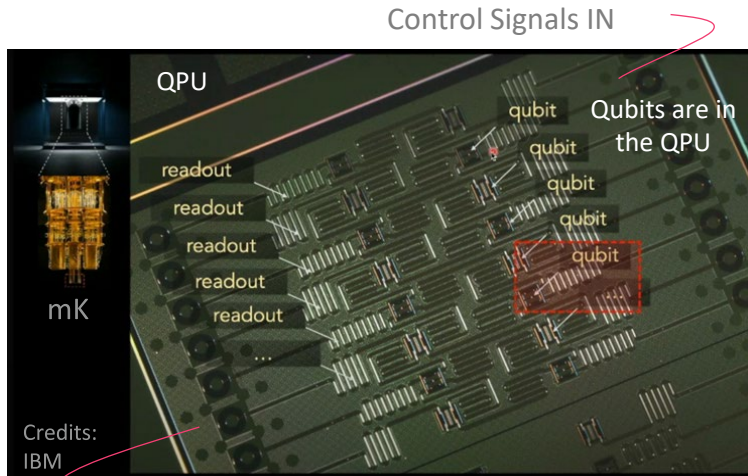 Control Signals IN
QPU
qubit
Qubits are in
the QPU
qubit
readout
qubit
readout
qubit
readout
qubit
readout
...
readout
mK
...
Credits:
IBM